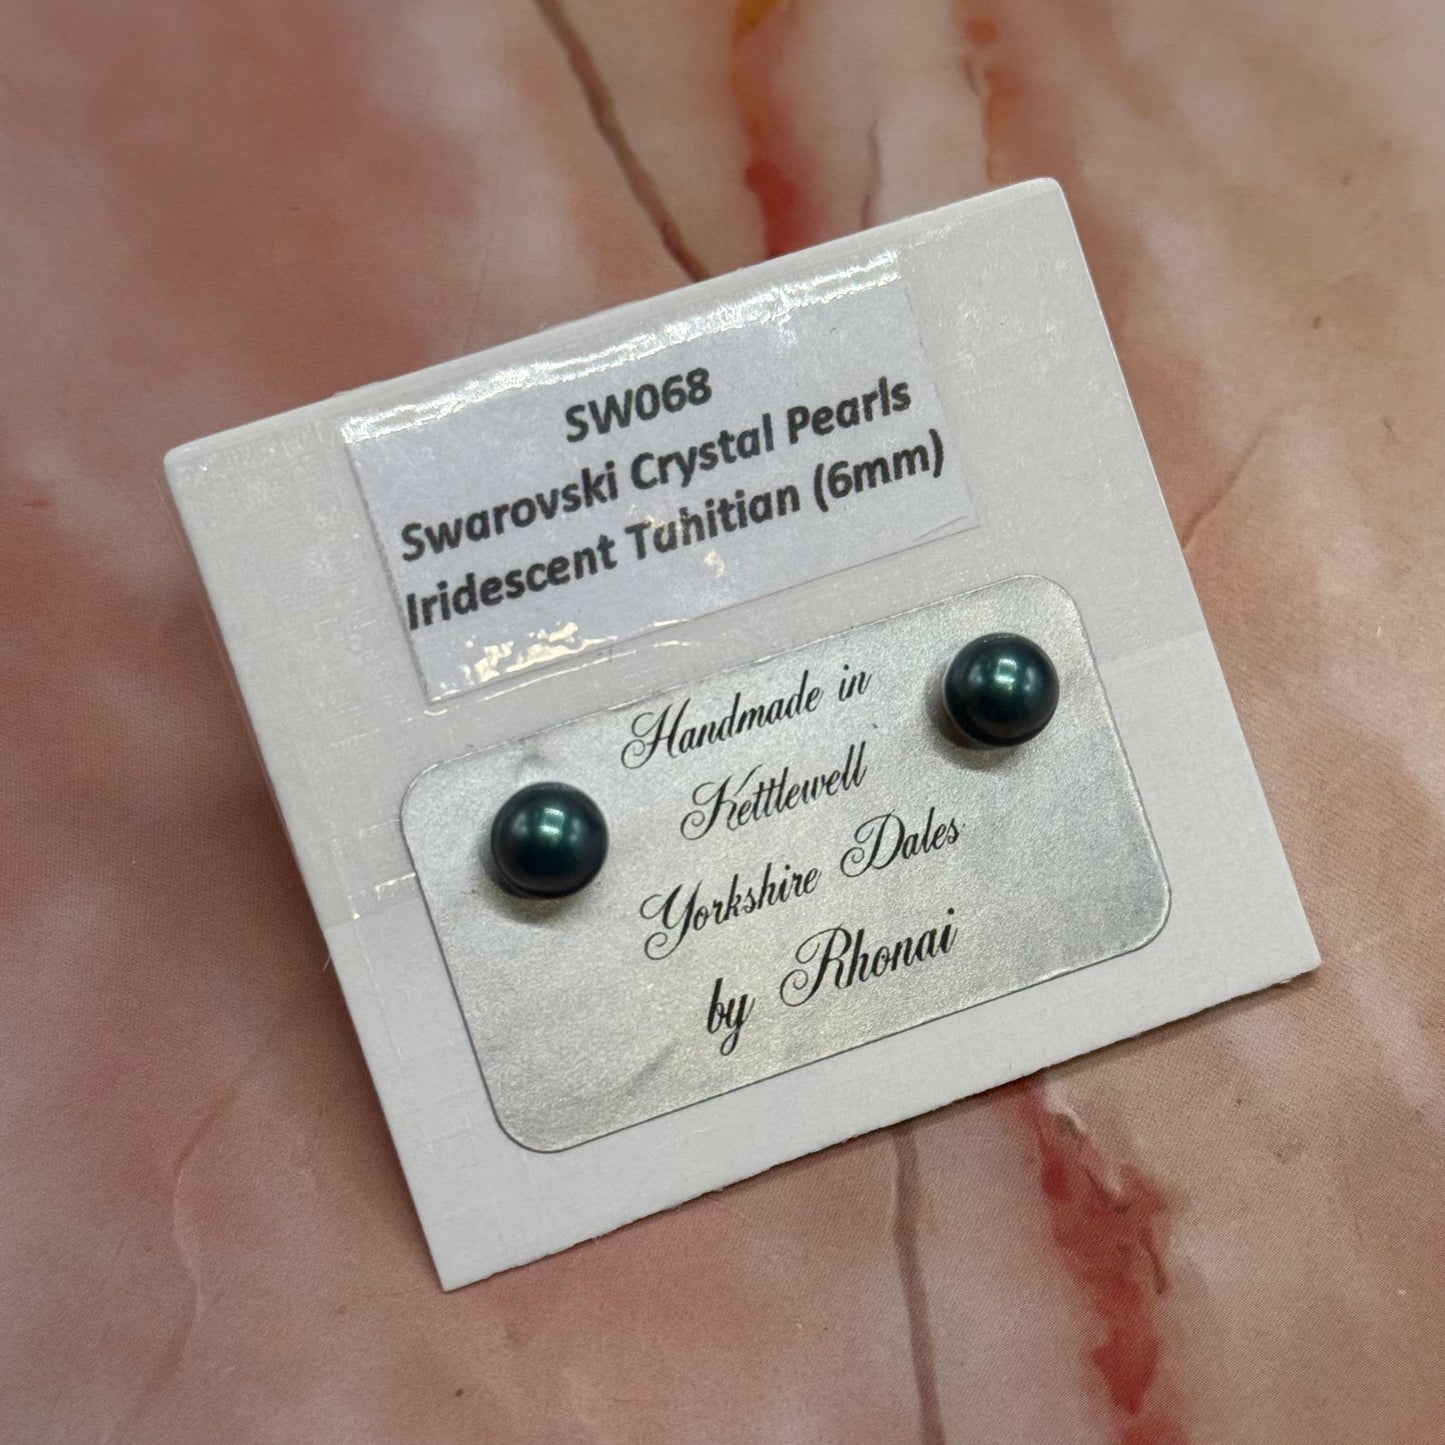 SW068
Swarovski Crystal Pearls
Iridescent Tahitian (6mm)
Handmade in
Kettlewell
Yorkshire Dales
by Rhonai